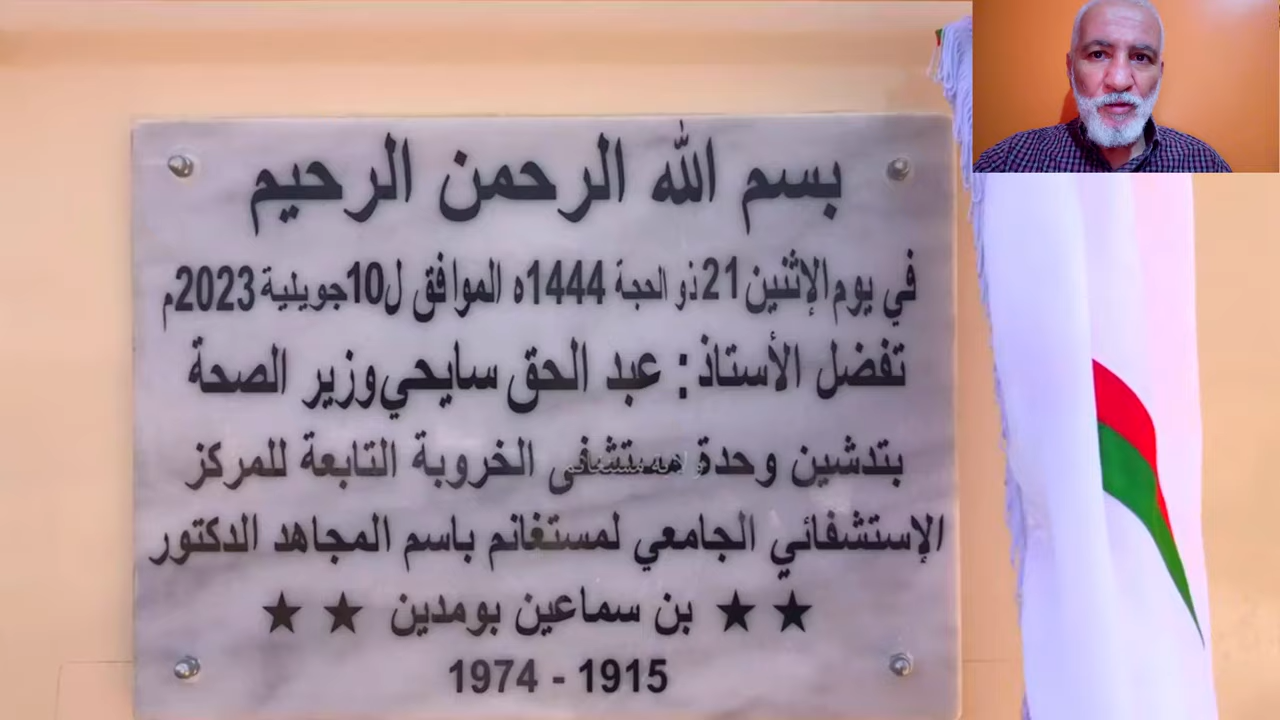 بسم الله الرحمن الرحيم
في يوم الإثنين 21 ذو الحجة 1444ه الموافق ل10جويلية 2023م
تفضل الأستاذ : عبد الحق سايحي وزير الصحة
بتدشين وحدة مستشفى الخروبة التابعة للمركز
ولاية مستغانم
الإستشفائي الجامعي لمستغانم باسم المجاهد الدكتور
★ ★ بن سماعين بومدين ★ ★
1915 - 1974